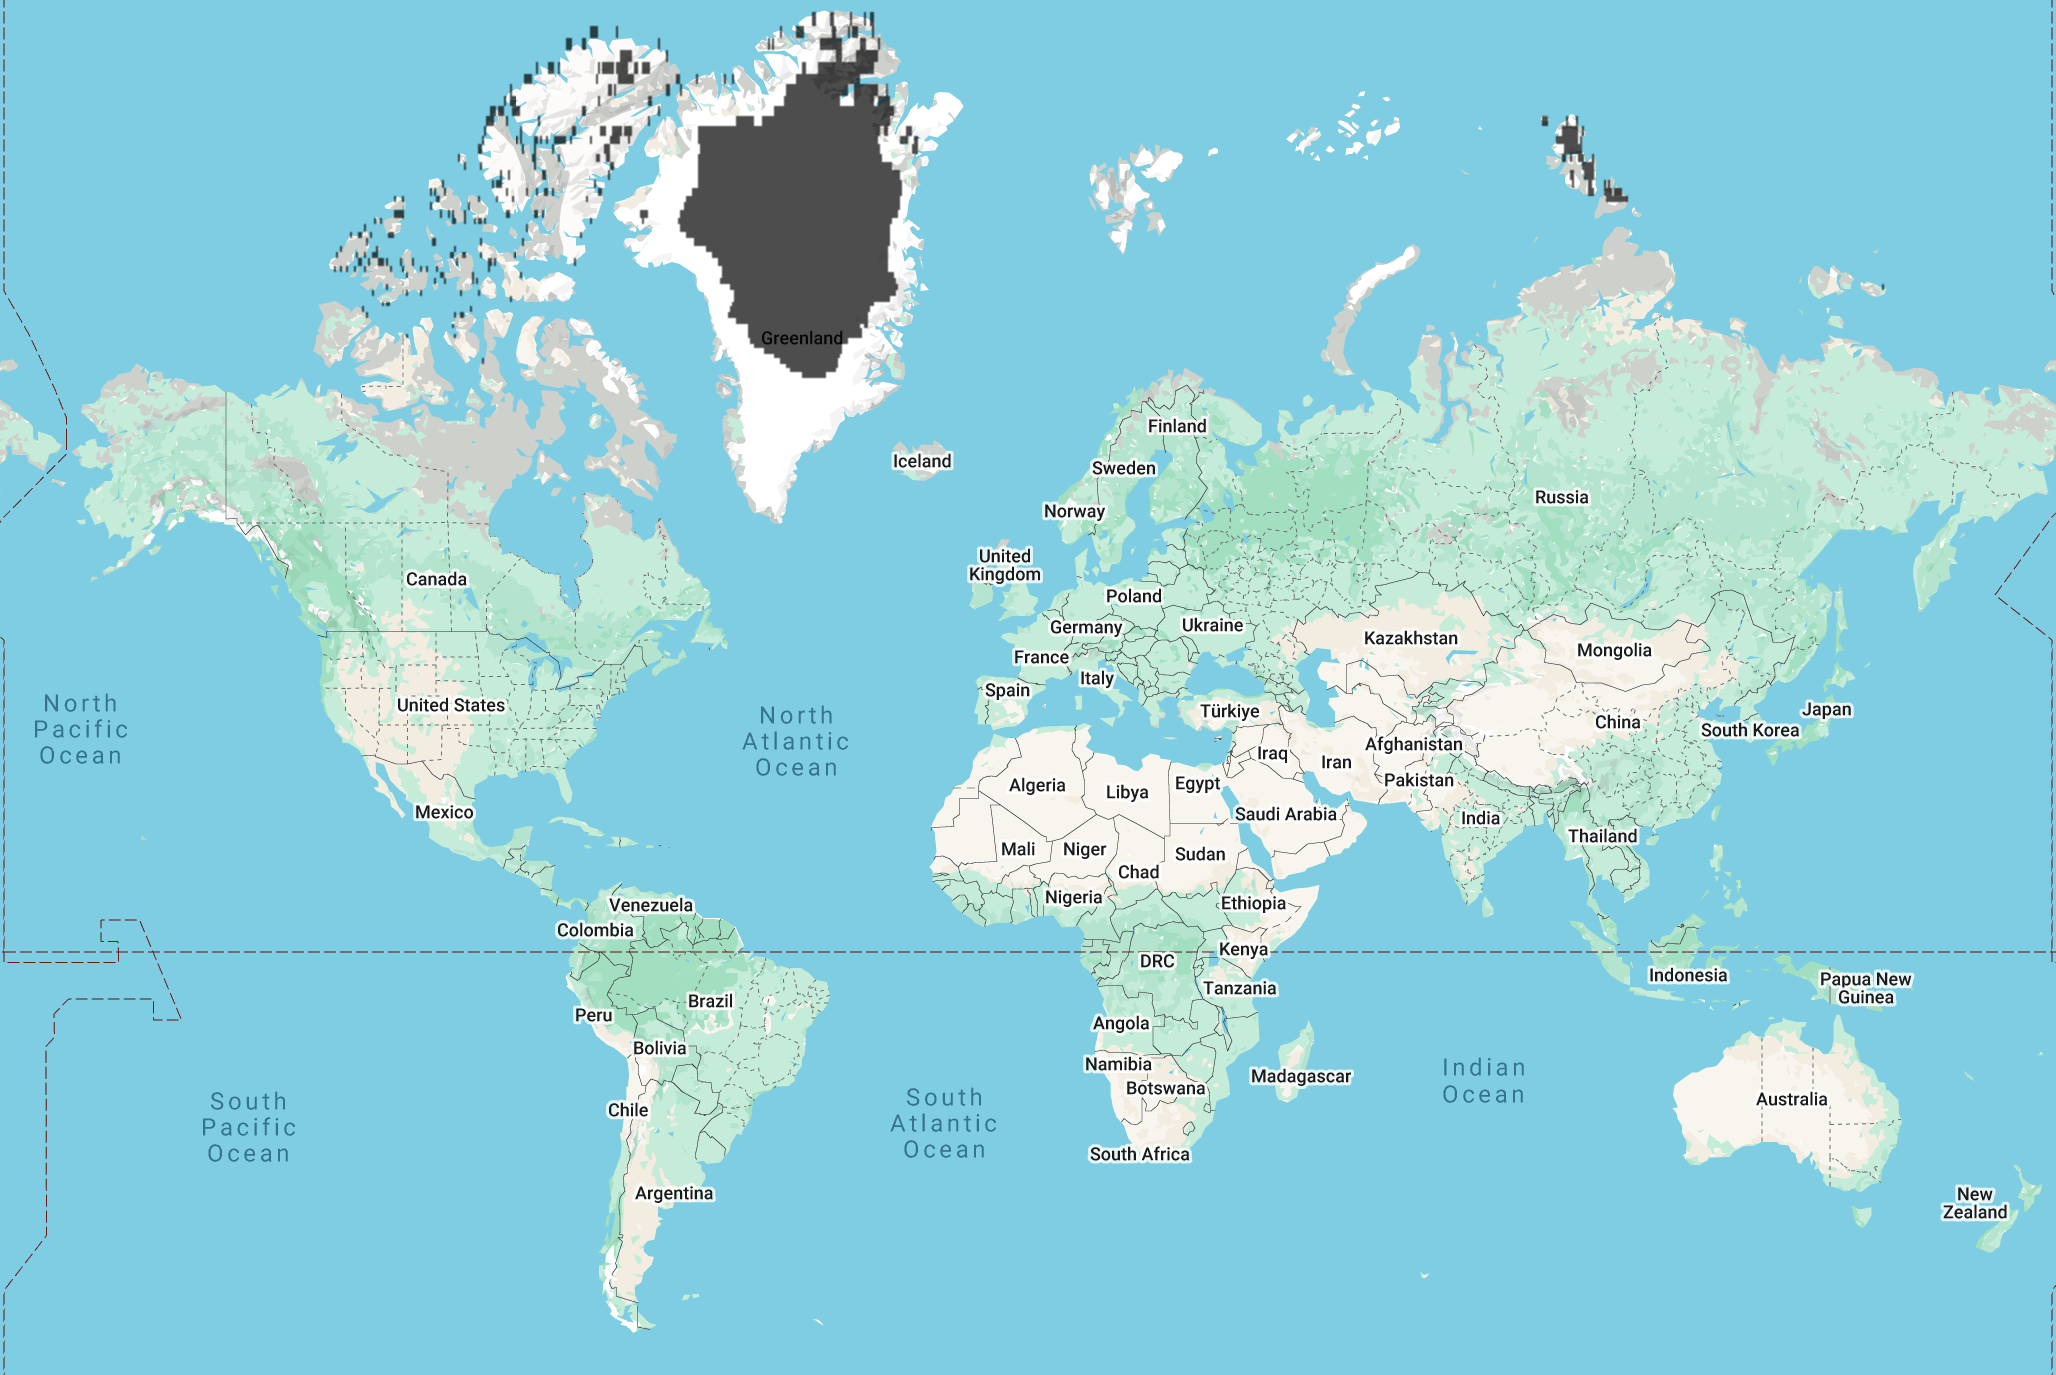 Greenland
Iceland
Finland
Sweden
Norway
Russia
United
Kingdom
Canada
Poland
Germany
Ukraine
Kazakhstan
Mongolia
France
Italy
Spain
United States
North
Pacific
Ocean
North
Atlantic
Ocean
Türkiye
China
Japan
South Korea
Afghanistan
Iraq
Iran
Pakistan
Algeria
Libya
Egypt
Saudi Arabia
India
Mexico
Thailand
Mali
Niger
Sudan
Chad
Nigeria
Ethiopia
Venezuela
Colombia
Kenya
DRC
Indonesia
Papua New
Guinea
Tanzania
Brazil
Peru
Angola
Bolivia
Namibia
Botswana
Madagascar
Indian
Ocean
Australia
Chile
South
Pacific
Ocean
South
Atlantic
Ocean
South Africa
Argentina
New
Zealand